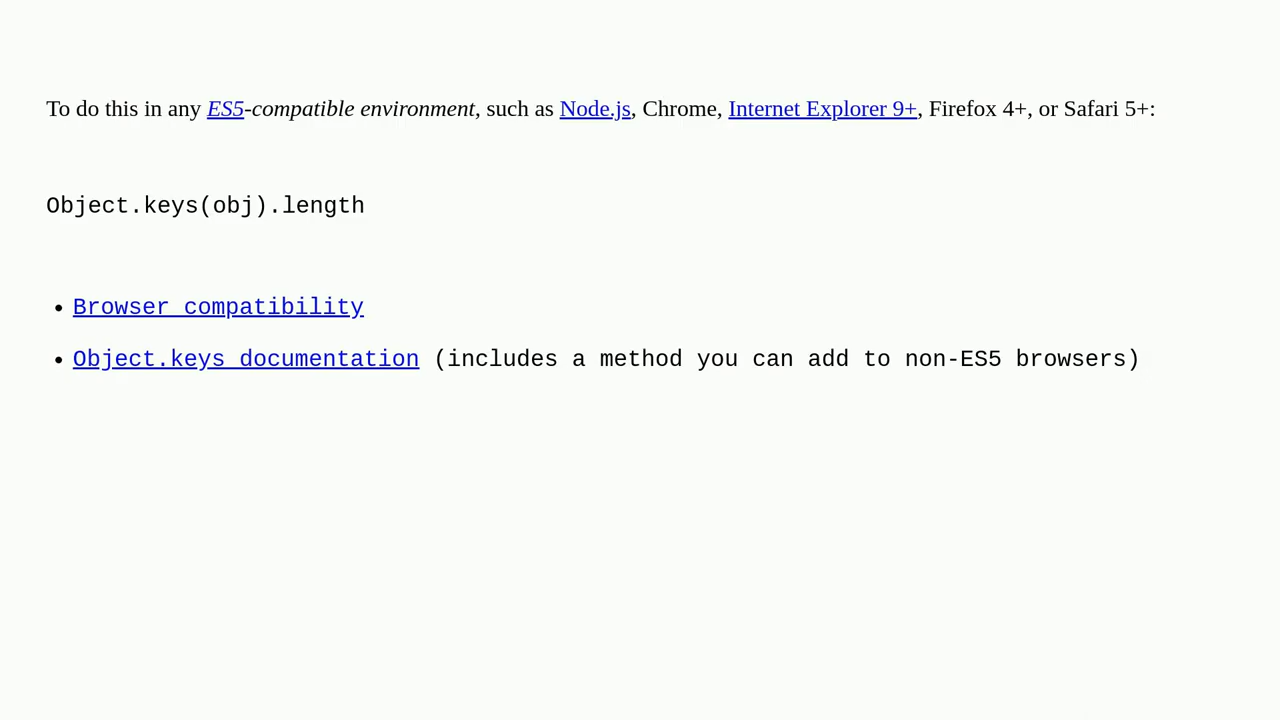 To do this in any ES5-compatible environment, such as Node.js, Chrome, Internet Explorer 9+, Firefox 4+, or Safari 5+:
Object.keys(obj).length
• Browser compatibility
• Object.keys documentation (includes a method you can add to non-ES5 browsers)